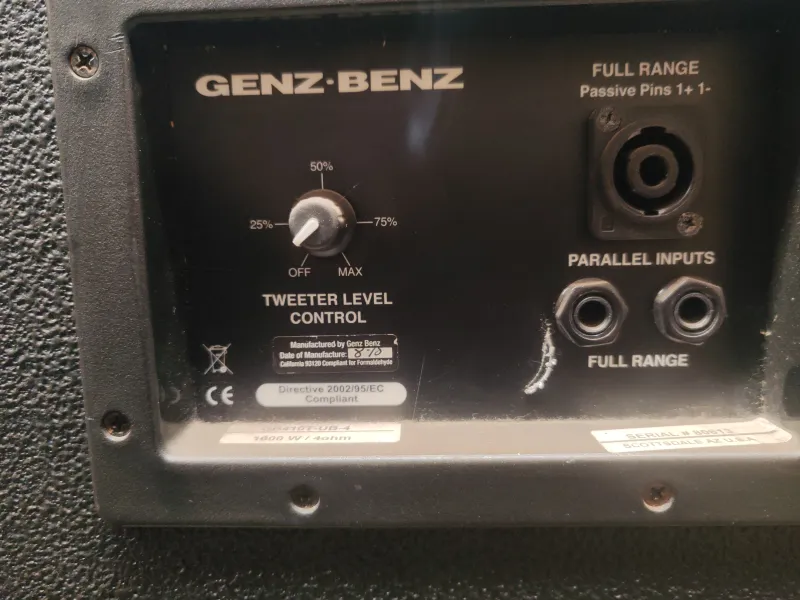 GENZ·BENZ
FULL RANGE
Passive Pins 1+ 1-
50%
25%
75%
OFF
MAX
TWEETER LEVEL
CONTROL
PARALLEL INPUTS
FULL RANGE
Manufactured by Genz Benz
Date of Manufacture:
California 93120 Compliant for Formaldehyde
CE
Directive 2002/95/EC
Compliant
1600 W / 4ohm
SERIAL #
SCOTTSDALE AZ U.S.A.